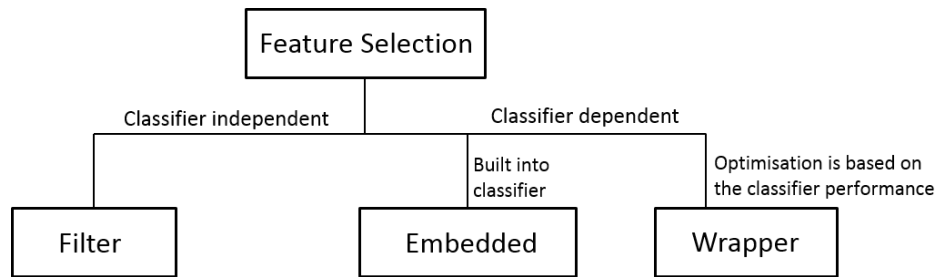 Feature Selection
Classifier independent
Classifier dependent
Built into
classifier
Optimisation is based on
the classifier performance
Filter
Embedded
Wrapper